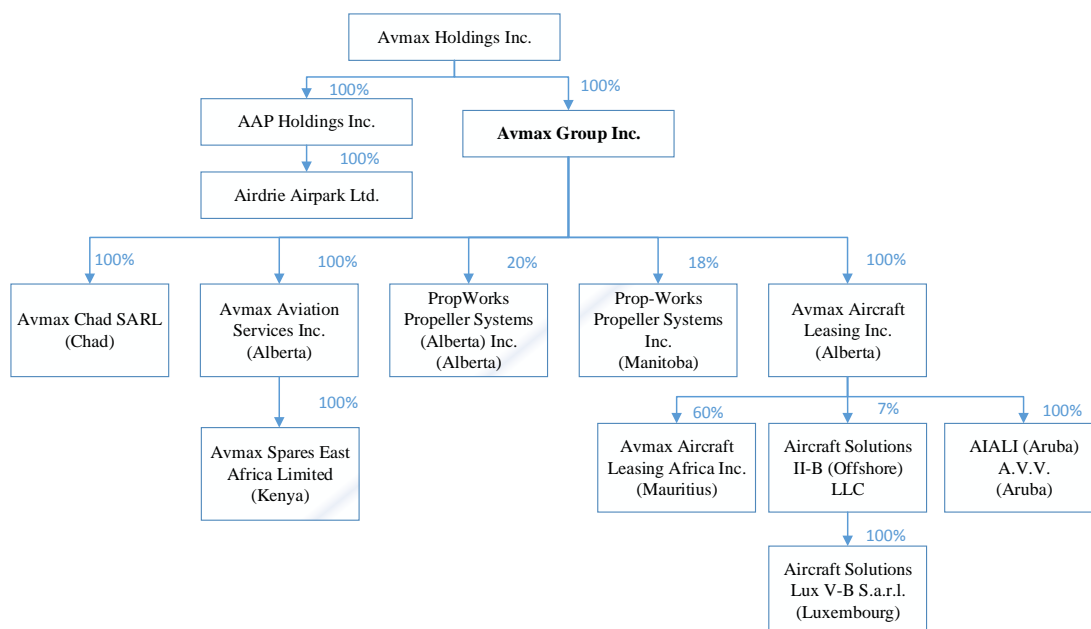 Avmax Holdings Inc.
100%
100%
AAP Holdings Inc.
Avmax Group Inc.
100%
Airdrie Airpark Ltd.
100%
100%
20%
18%
100%
Avmax Chad SARL
(Chad)
Avmax Aviation
Services Inc.
(Alberta)
PropWorks
Propeller Systems
(Alberta) Inc.
(Alberta)
Prop-Works
Propeller Systems
Inc.
(Manitoba)
Avmax Aircraft
Leasing Inc.
(Alberta)
100%
60%
7%
100%
Avmax Spares East
Africa Limited
(Kenya)
Avmax Aircraft
Leasing Africa Inc.
(Mauritius)
Aircraft Solutions
II-B (Offshore)
LLC
AIALI (Aruba)
A.V.V.
(Aruba)
100%
Aircraft Solutions
Lux V-B S.a.r.l.
(Luxembourg)